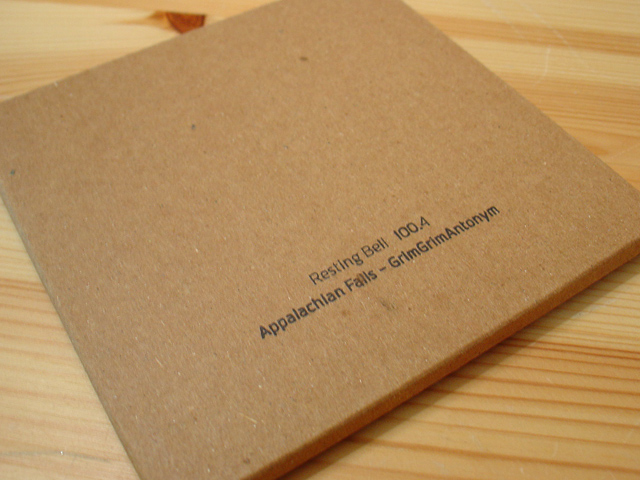 Resting Bell 100.4
Appalachian Falls – GrimGrimAntonym